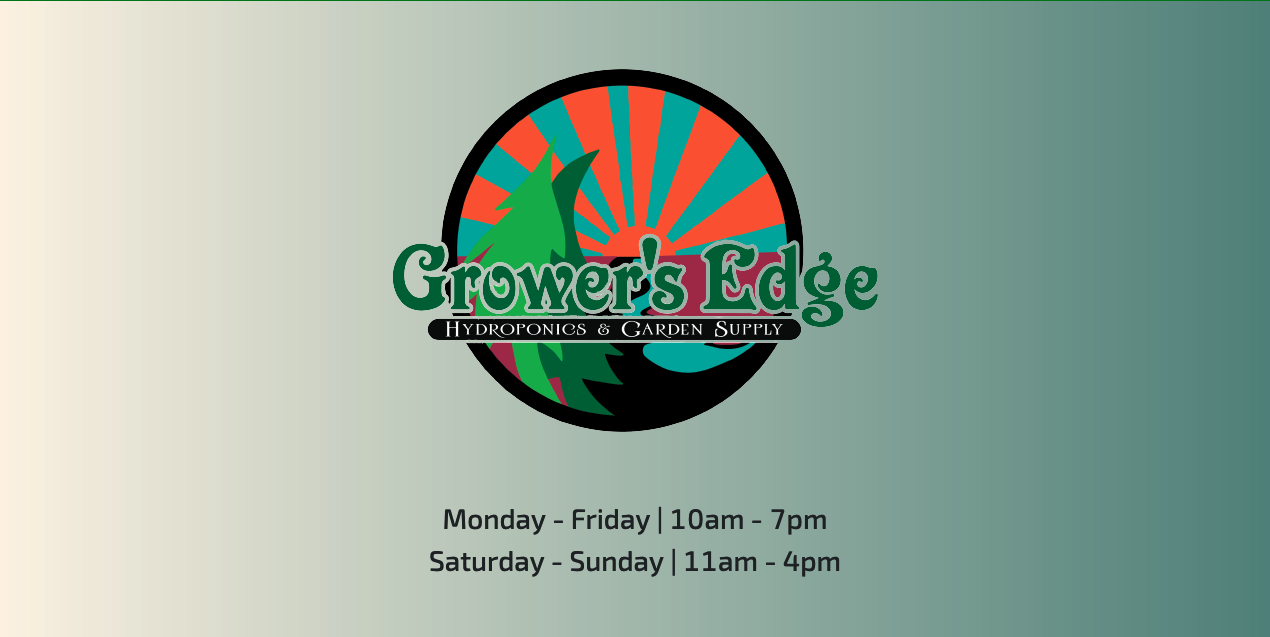 Grower's Edge
Hydroponics & Garden Supply
Monday - Friday | 10am - 7pm
Saturday - Sunday | 11am - 4pm